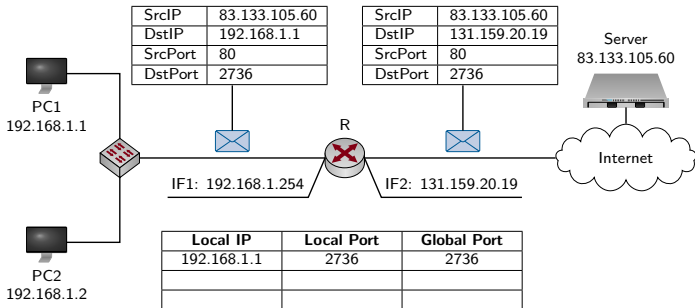 SrcIP 83.133.105.60
DstIP 192.168.1.1
SrcPort 80
DstPort 2736
SrcIP 83.133.105.60
DstIP 131.159.20.19
SrcPort 80
DstPort 2736
Server
83.133.105.60
PC1
192.168.1.1
R
Internet
IF1: 192.168.1.254
IF2: 131.159.20.19
PC2
192.168.1.2
Local IP Local Port Global Port
192.168.1.1 2736 2736